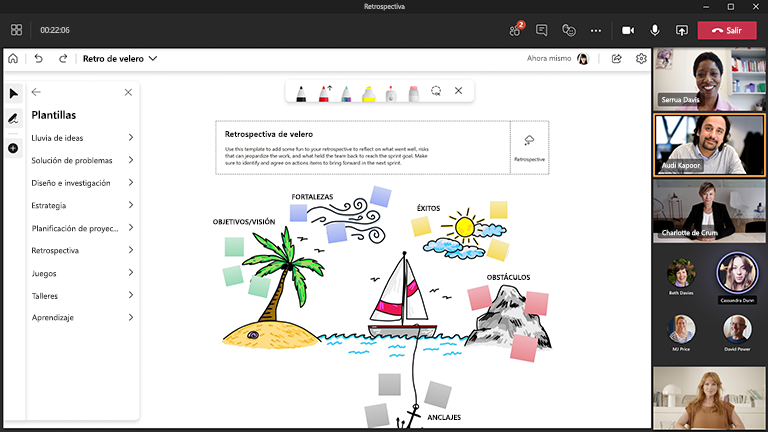 Retrospectiva
00:22:06
2
Salir
Retro de velero
Ahora mismo
Plantillas
Lluvia de ideas
Solución de problemas
Diseño e investigación
Estrategia
Planificación de proyec...
Retrospectiva
Juegos
Talleres
Aprendizaje
Retrospectiva de velero
Use this template to add some fun to your retrospective to reflect on what went well, risks
that can jeopardize the work, and what held the team back to reach the sprint goal. Make
sure to identify and agree on actions items to bring forward in the next sprint.
Retrospective
FORTALEZAS
ÉXITOS
OBJETIVOS/VISIÓN
OBSTÁCULOS
ANCLAJES
Serrua Davis
Audi Kapoor
Charlotte de Crum
Beth Davies
Cassandra Dunn
MJ Price
David Power